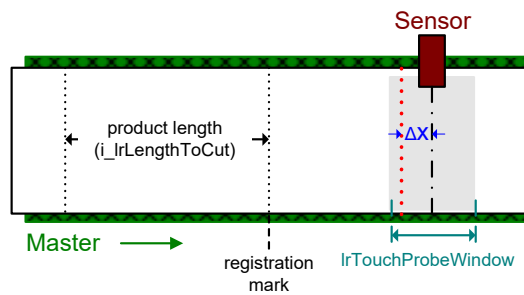 Sensor
product length
(i_lrLengthToCut)
ΔX
Master
registration
mark
lrTouchProbeWindow